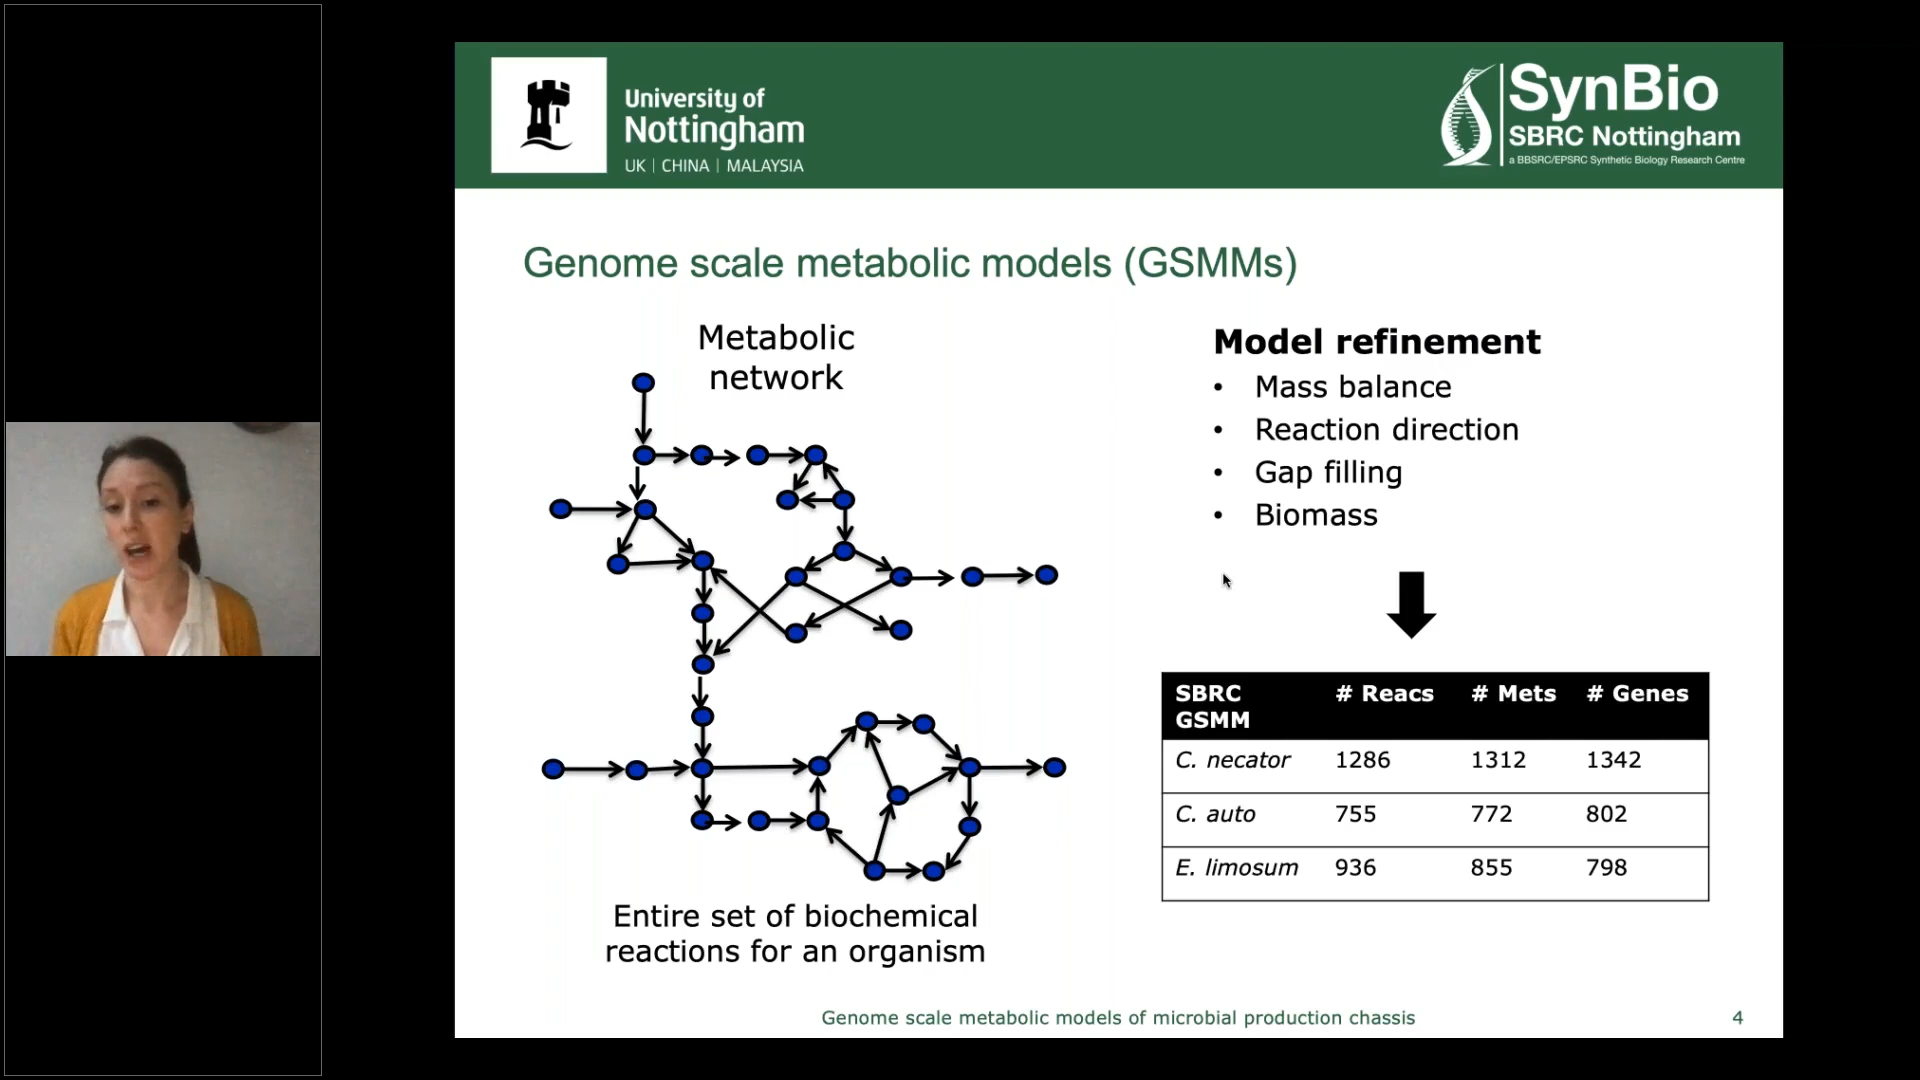 University of
Nottingham
UK | CHINA | MALAYSIA
SynBio
SBRC Nottingham
a BBSRC/EPSRC Synthetic Biology Research Centre
Genome scale metabolic models (GSMMs)
Metabolic
network
Entire set of biochemical
reactions for an organism
Model refinement
• Mass balance
• Reaction direction
• Gap filling
• Biomass
SBRC GSMM # Reacs # Mets # Genes
C. necator 1286 1312 1342
C. auto 755 772 802
E. limosum 936 855 798
Genome scale metabolic models of microbial production chassis
4